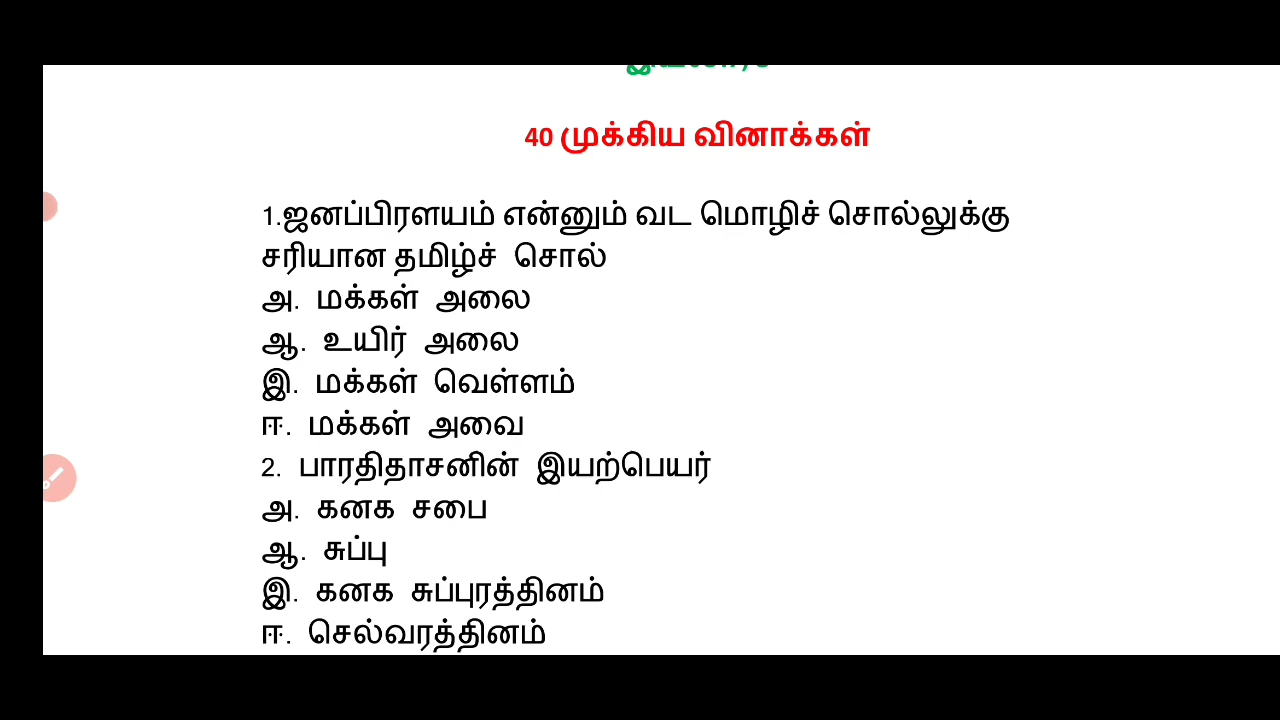 40 முக்கிய வினாக்கள்
1.ஜனப்பிரளயம் என்னும் வட மொழிச் சொல்லுக்கு
சரியான தமிழ்ச் சொல்
அ. மக்கள் அலை
ஆ. உயிர் அலை
இ. மக்கள் வெள்ளம்
ஈ. மக்கள் அவை
2. பாரதிதாசனின் இயற்பெயர்
அ. கனக சபை
ஆ. சுப்பு
இ. கனக சுப்புரத்தினம்
ஈ. செல்வரத்தினம்